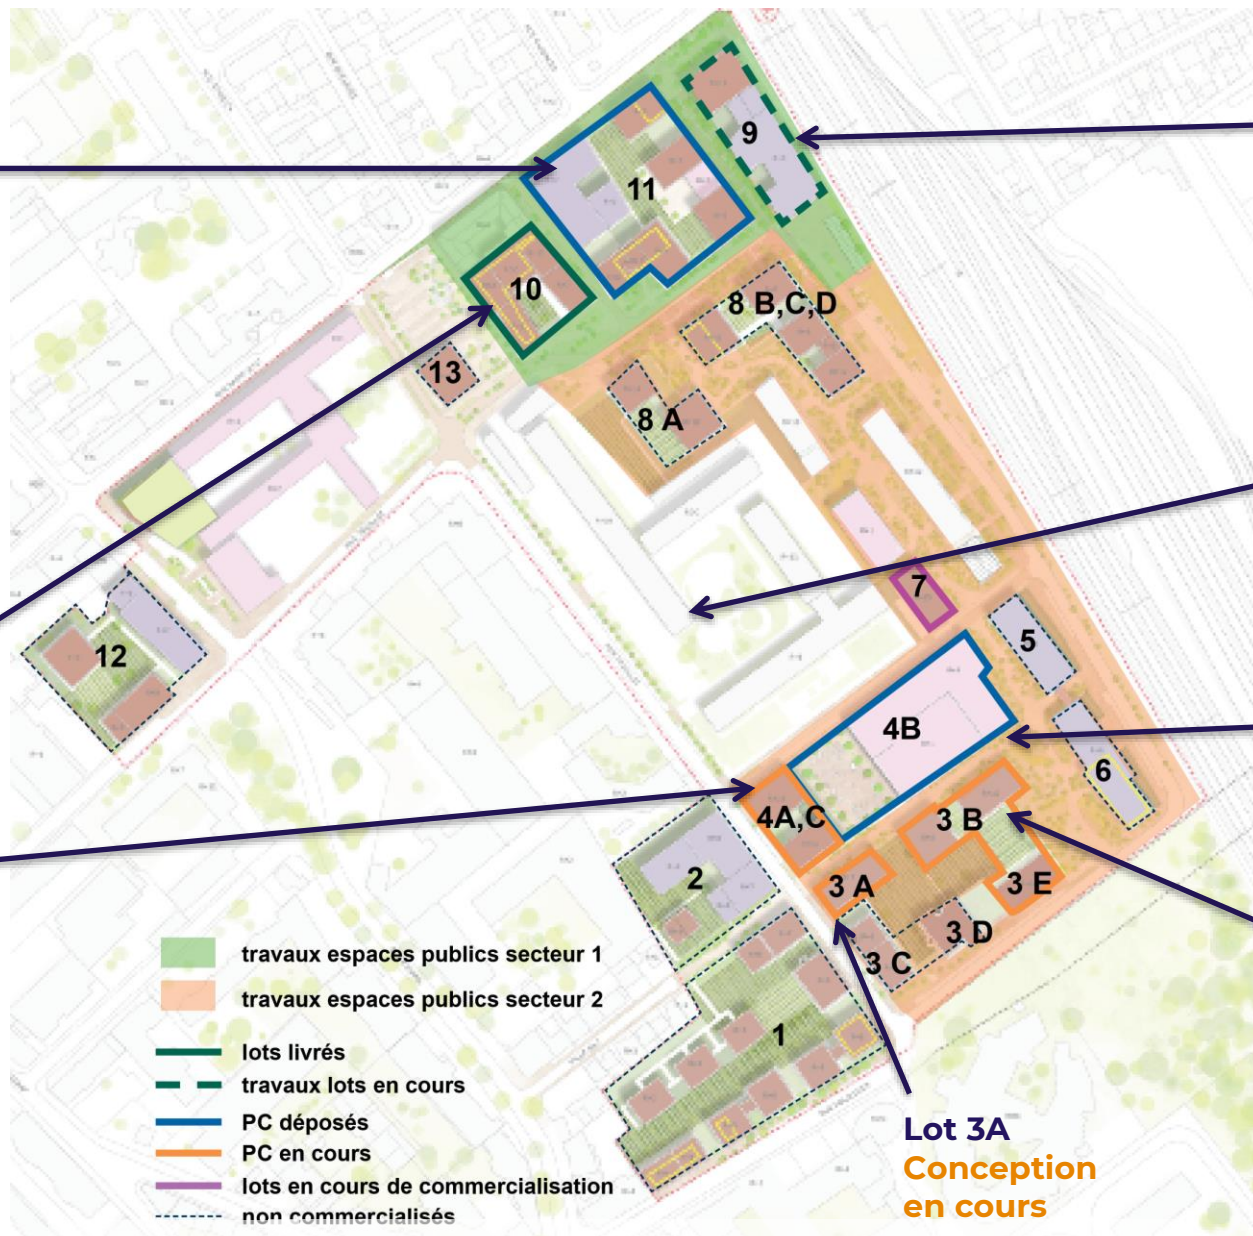 9
11
10
8 B,C,D
13
8 A
7
5
12
4B
6
4A,C
3 B
2
3 A
3 E
3 D
3 C
1
travaux espaces publics secteur 1
travaux espaces publics secteur 2
lots livrés
travaux lots en cours
PC déposés
PC en cours
lots en cours de commercialisation
non commercialisés
Lot 3A
Conception
en cours